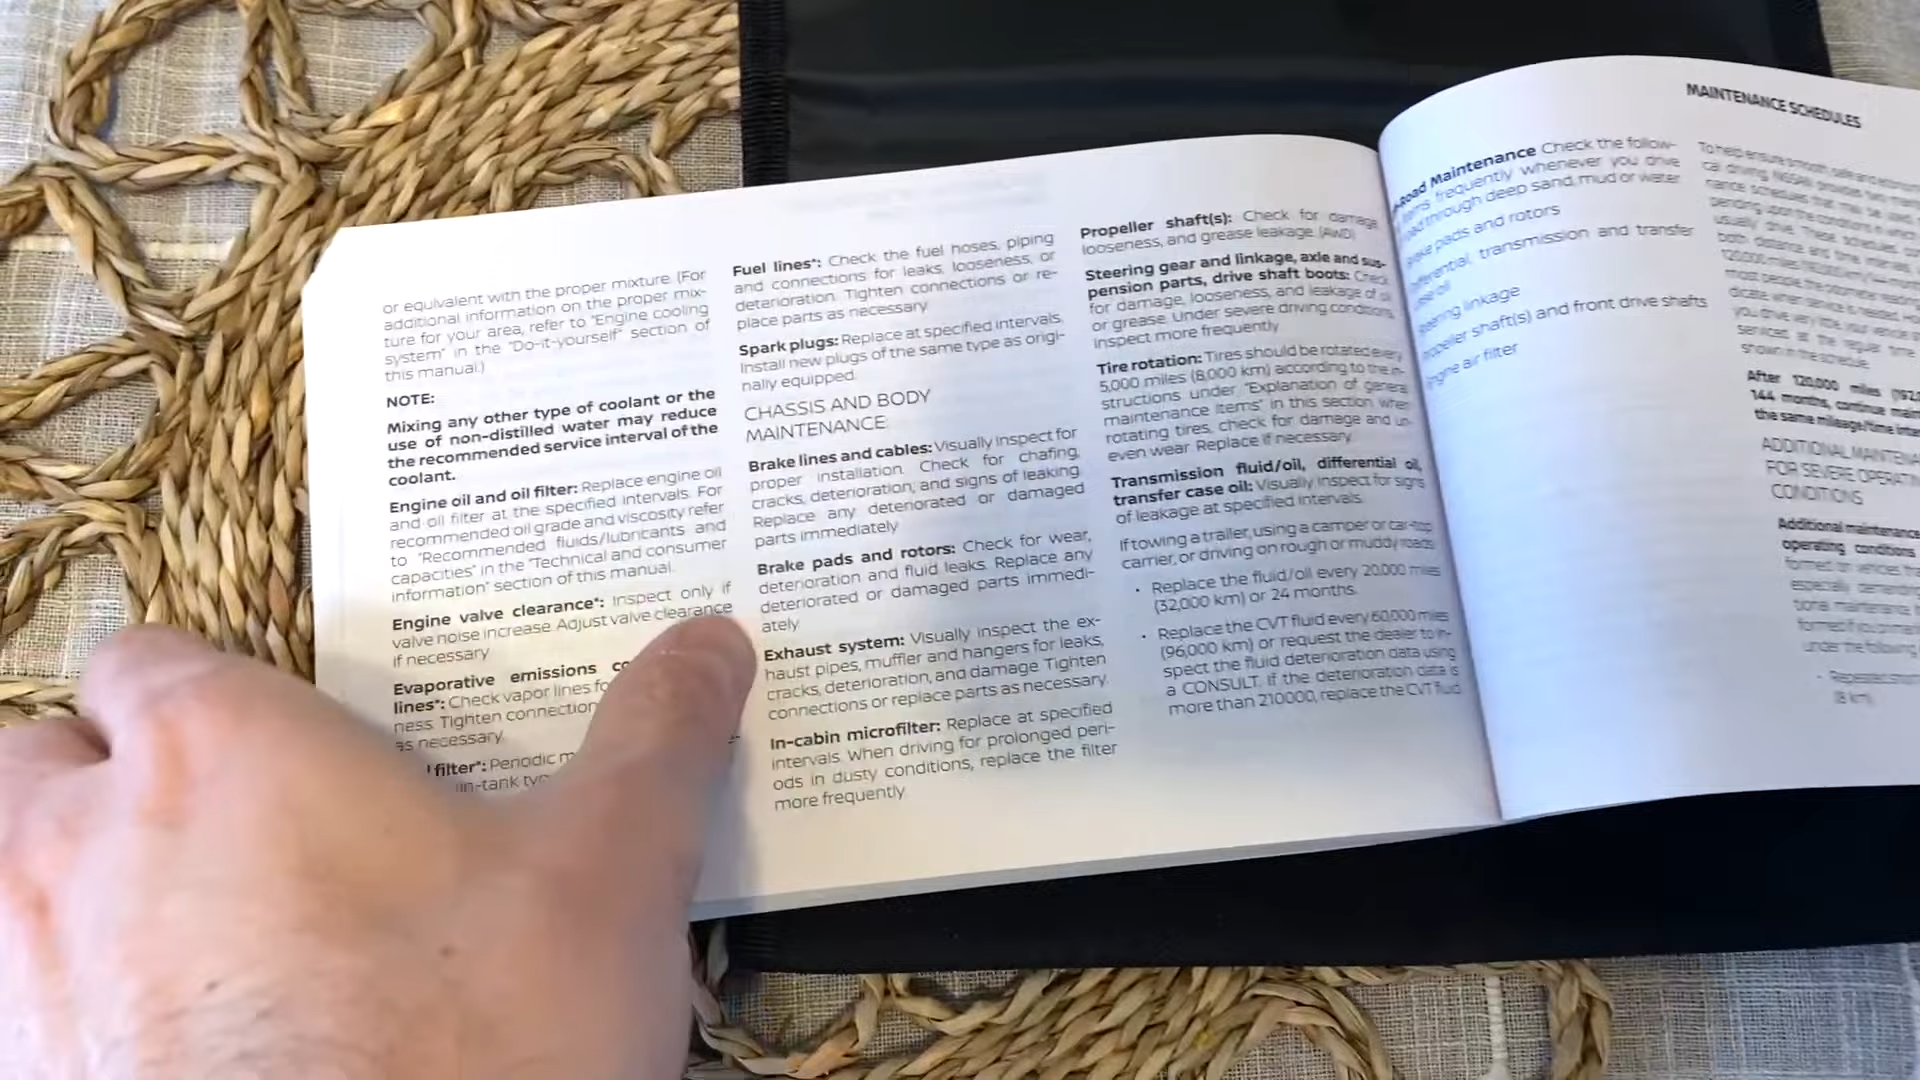 or equivalent with the proper mixture (For
additional information on the proper mix-
ture for your area, refer to "Engine cooling
system" in the "Do-it-yourself" section of
this manual.)
NOTE:
Mixing any other type of coolant or the
use of non-distilled water may reduce
the recommended service interval of the
coolant.
Engine oil and oil filter: Replace engine oil
and oil filter at the specified intervals. For
recommended oil grade and viscosity refer
to "Recommended fluids/lubricants and
capacities" in the "Technical and consumer
information" section of this manual.
Engine valve clearance*: Inspect only if
valve noise increase. Adjust valve clearance
if necessary
Evaporative emissions
lines*: Check vapor lines
ness. Tighten connection
as necessary.
filter*: Periodic
in-tank
Fuel lines*: Check the fuel hoses, piping
and connections for leaks, looseness, or
deterioration. Tighten connections or re-
place parts as necessary.
Spark plugs: Replace at specified intervals.
Install new plugs of the same type as origi-
nally equipped.
CHASSIS AND BODY
MAINTENANCE:
Brake lines and cables: Visually inspect for
proper installation. Check for chafing,
cracks, deterioration, and signs of leaking.
Replace any deteriorated or damaged
parts immediately
Brake pads and rotors: Check for wear,
deterioration and fluid leaks. Replace any
deteriorated or damaged parts immedi-
ately
Exhaust system: Visually inspect the ex-
haust pipes, muffler and hangers for leaks,
cracks, deterioration, and damage Tighten
connections or replace parts as necessary.
In-cabin microfilter: Replace at specified
intervals. When driving for prolonged peri-
ods in dusty conditions, replace the filter
more frequently
Propeller shaft(s): Check for damage,
looseness, and grease leakage. (AWD)
Steering gear and linkage, axle and sus-
pension parts, drive shaft boots: Check
for damage, looseness, and leakage of oil
or grease. Under severe driving conditions,
inspect more frequently
Tire rotation: Tires should be rotated every
5,000 miles (8,000 km) according to the in-
structions under "Explanation of general
maintenance items" in this section when
rotating tires, check for damage and un-
even wear. Replace if necessary.
Transmission fluid/oil, differential oil,
transfer case oil: Visually inspect for signs
of leakage at specified intervals.
If towing a trailer, using a camper or car-top
carrier, or driving on rough or muddy roads
• Replace the fluid/oil every 20,000 miles
(32,000 km) or 24 months.
• Replace the CVT fluid every 60,000 miles
(96,000 km) or request the dealer to in-
spect the fluid deterioration data using
a CONSULT. If the deterioration data is
more than 210000, replace the CVT fluid
MAINTENANCE SCHEDULES
Maintenance Check the follow-
frequently whenever you drive
through deep sand, mud or water
pads and rotors
transmission and transfer
linkage
shaft(s) and front drive shafts
air filter
To help ensure smooth,
After 120,000 miles
144 months, continue
the same mileage/time
ADDITIONAL
FOR SEVERE
CONDITIONS
Additional maintenance
operating conditions
under the following